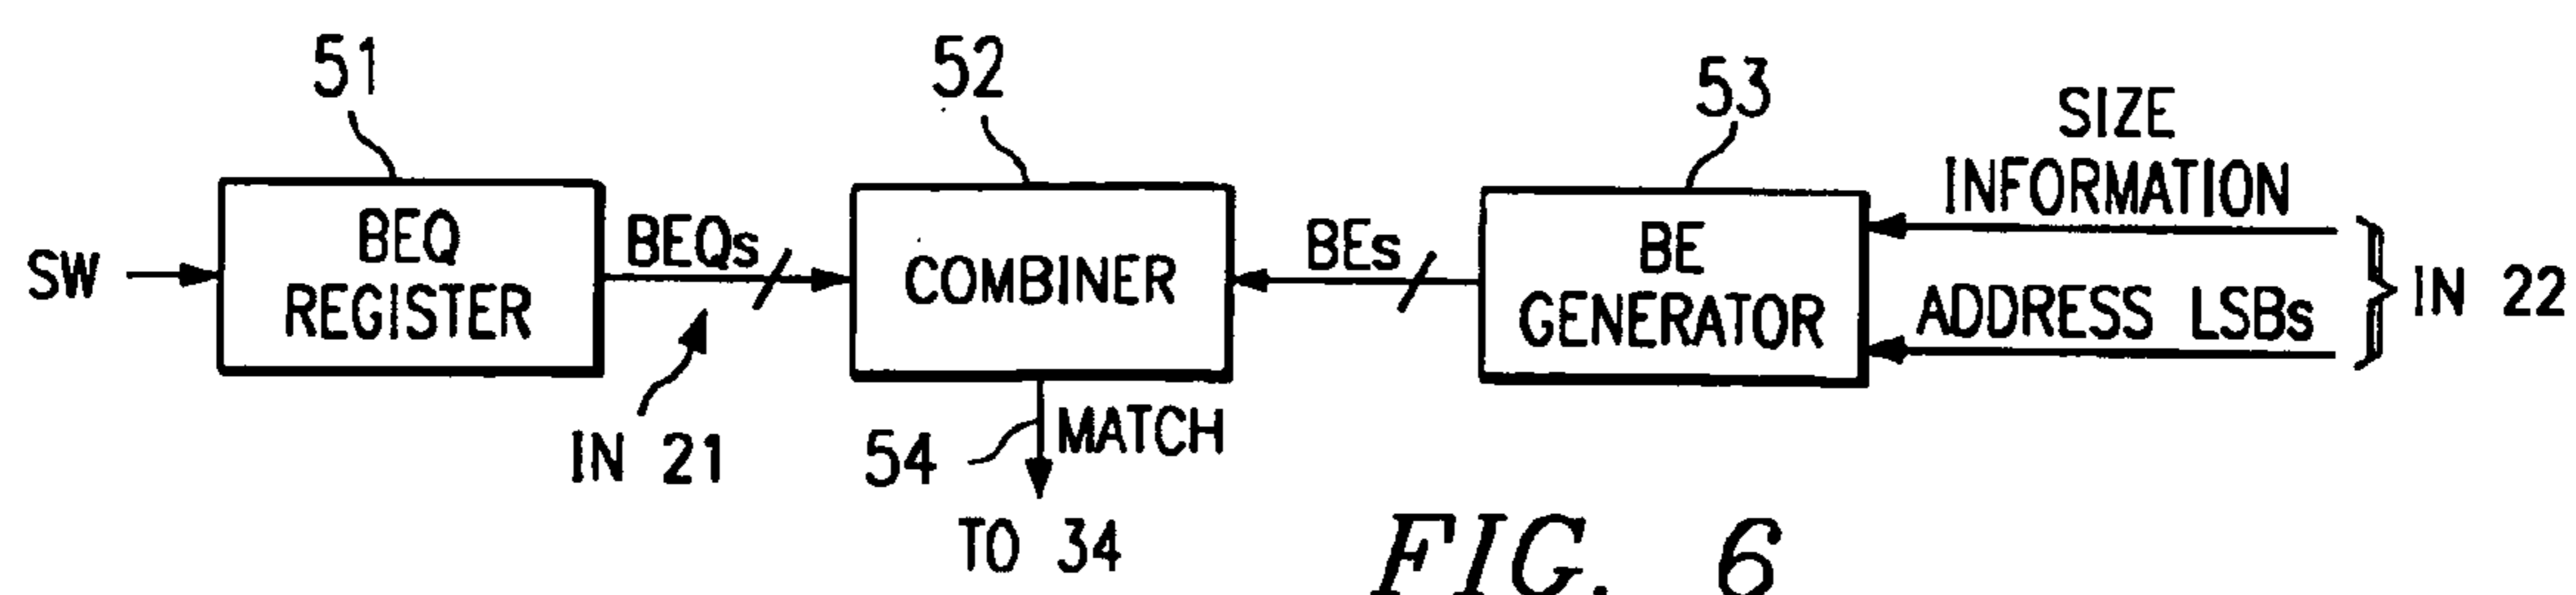 51
52
53
SIZE
INFORMATION
SW
BEQ
REGISTER
BEQs
COMBINER
BEs
BE
GENERATOR
ADDRESS LSBs
IN 22
IN 21
54
MATCH
TO 34
FIG. 6